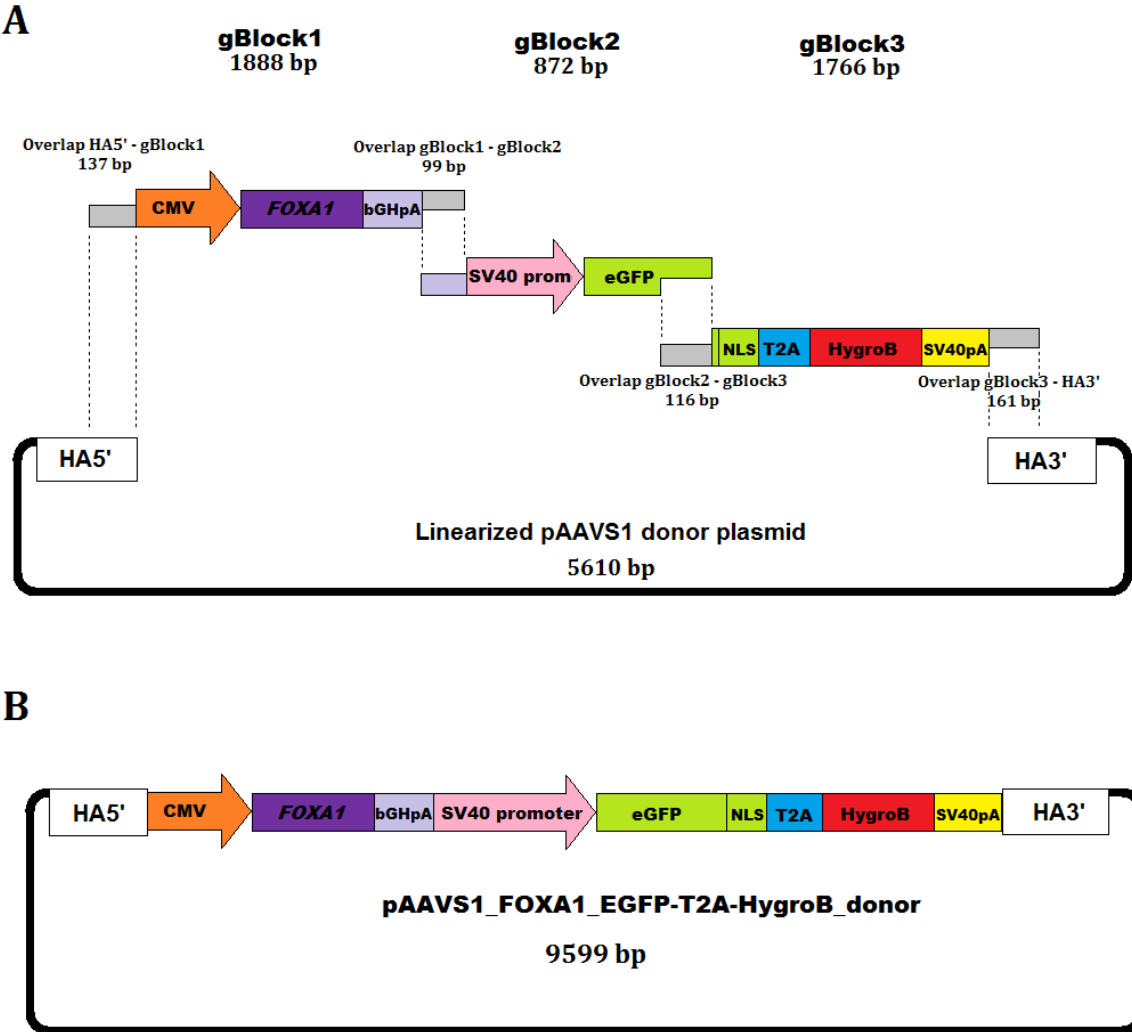 A
gBlock1
1888 bp
gBlock2
872 bp
gBlock3
1766 bp
Overlap HA5' - gBlock1
137 bp
Overlap gBlock1 - gBlock2
99 bp
CMV
FOXA1
bGHpA
SV40 prom
eGFP
NLS
T2A
HygroB
SV40pA
Overlap gBlock2 - gBlock3
116 bp
Overlap gBlock3 - HA3'
161 bp
HA5'
HA3'
Linearized pAAVS1 donor plasmid
5610 bp
B
HA5'
CMV
FOXA1
bGHpA
SV40 promoter
eGFP
NLS
T2A
HygroB
SV40pA
HA3'
pAAVS1_FOXA1_EGFP-T2A-HygroB_donor
9599 bp